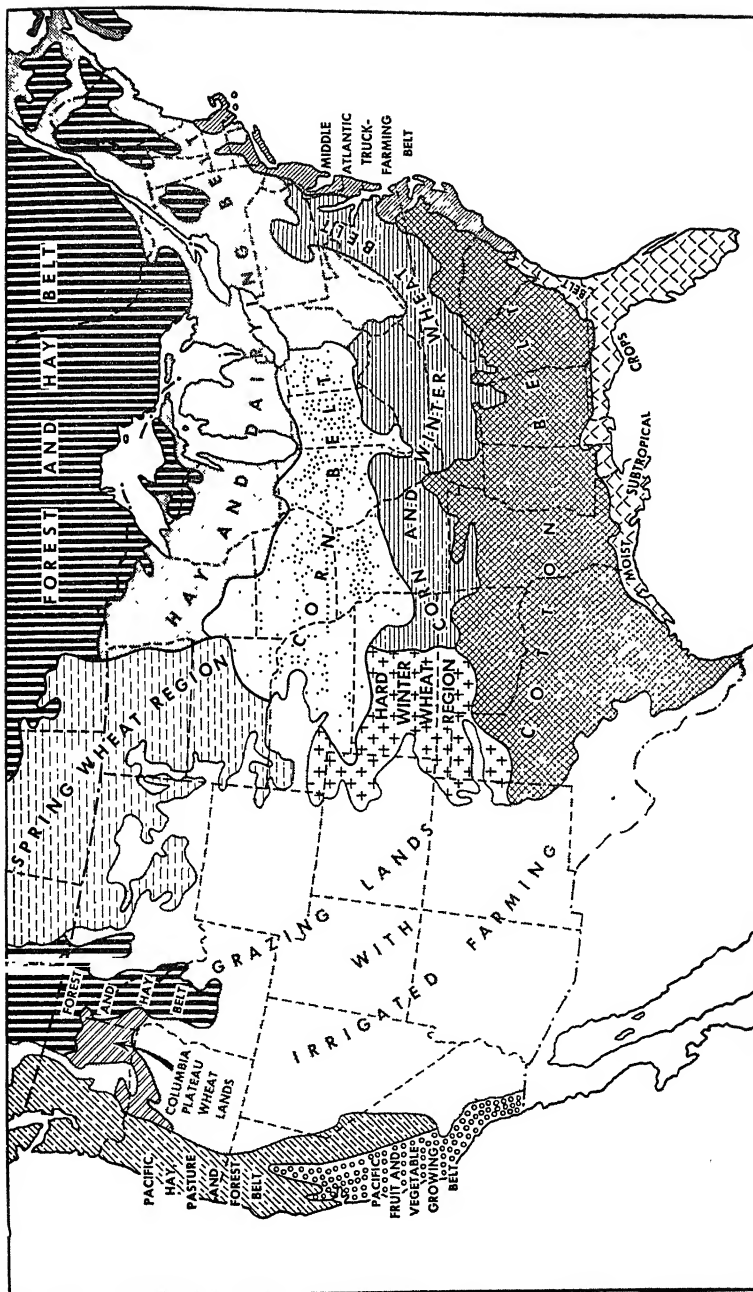 FOREST AND HAY BELT
SPRING WHEAT REGION
FOREST
AND
HAY
BELT
COLUMBIA
PLATEAU
WHEAT
LANDS
PACIFIC
HAY,
PASTURE
AND
FOREST
BELT
PACIFIC
FRUIT AND
VEGETABLE
GROWING
BELT
GRAZING LANDS
WITH
IRRIGATED FARMING
HAY AND DAIRYING BELT
CORN BELT
HARD
WINTER
WHEAT
REGION
CORN AND WINTER WHEAT BELT
COTTON BELT
MIDDLE
ATLANTIC
TRUCK-
FARMING
BELT
MOIST SUBTROPICAL CROPS BELT